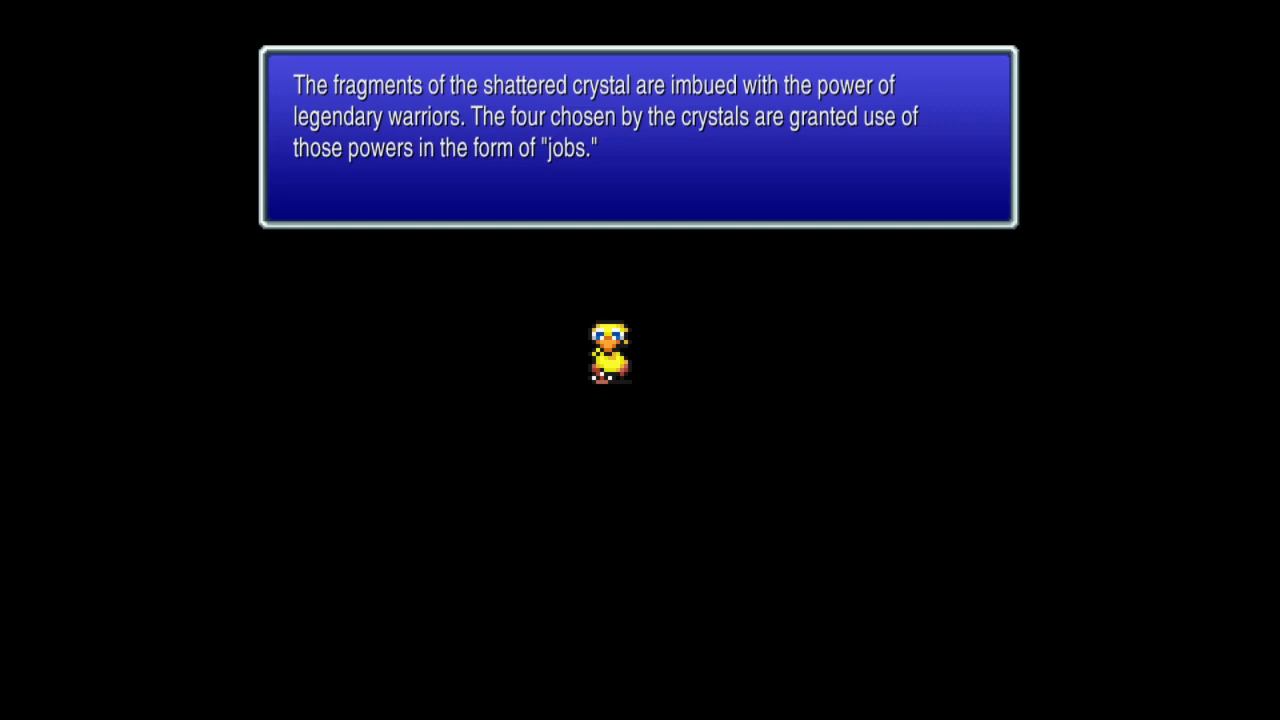 The fragments of the shattered crystal are imbued with the power of
legendary warriors. The four chosen by the crystals are granted use of
those powers in the form of "jobs."